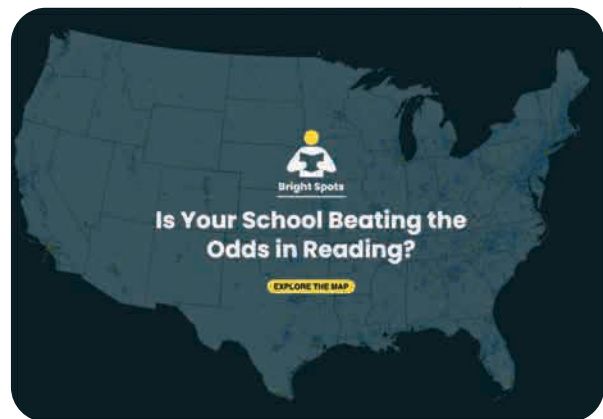 Bright Spots
Is Your School Beating the
Odds in Reading?
EXPLORE THE MAP